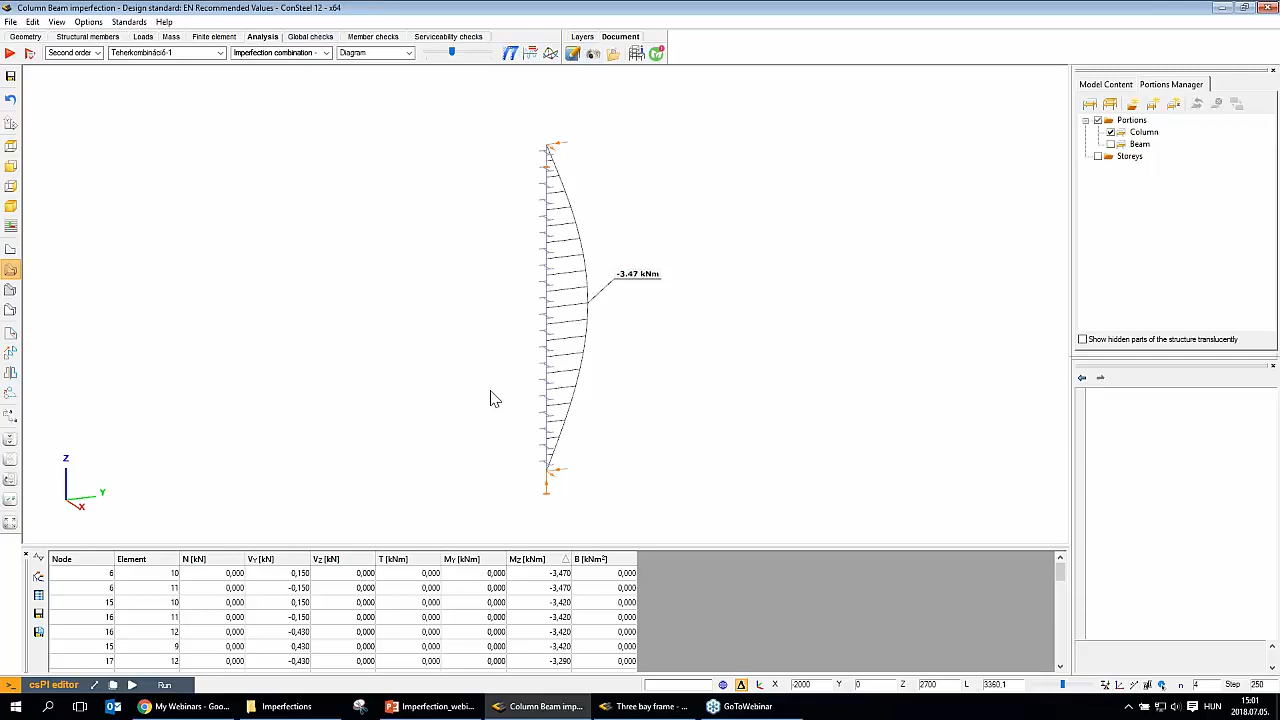 Column Beam imperfection - Design standard: EN Recommended Values - ConSteel 12 - x64
File Edit View Options Standards Help
Geometry Structural members Loads Mass Finite element Analysis Global checks Member checks Serviceability checks Layers Document
Second order Teherkombináció-1 Imperfection combination - Diagram
Model Content Portions Manager
Portions
Column
Beam
Storeys
-3.47 kNm
Show hidden parts of the structure translucently
Z
Y
X
Node Element N [kN] VY [kN] VZ [kN] T [kNm] MY [kNm] MZ [kNm] B [kNm²]
6 10 0,000 0,150 0,000 0,000 0,000 -3,470 0,000
6 11 0,000 -0,150 0,000 0,000 0,000 -3,470 0,000
15 10 0,000 0,150 0,000 0,000 0,000 -3,420 0,000
16 11 0,000 -0,150 0,000 0,000 0,000 -3,420 0,000
16 12 0,000 -0,430 0,000 0,000 0,000 -3,420 0,000
15 9 0,000 0,430 0,000 0,000 0,000 -3,420 0,000
17 12 0,000 -0,430 0,000 0,000 0,000 -3,290 0,000
>_ csPI editor Run X -2000 Y 0 Z 2700 L 3360,1 n 4 Step 250
My Webinars - Goo... Imperfections Imperfection_webi... Column Beam imp... Three bay frame - ... GoToWebinar HUN 15:01
2018.07.05.